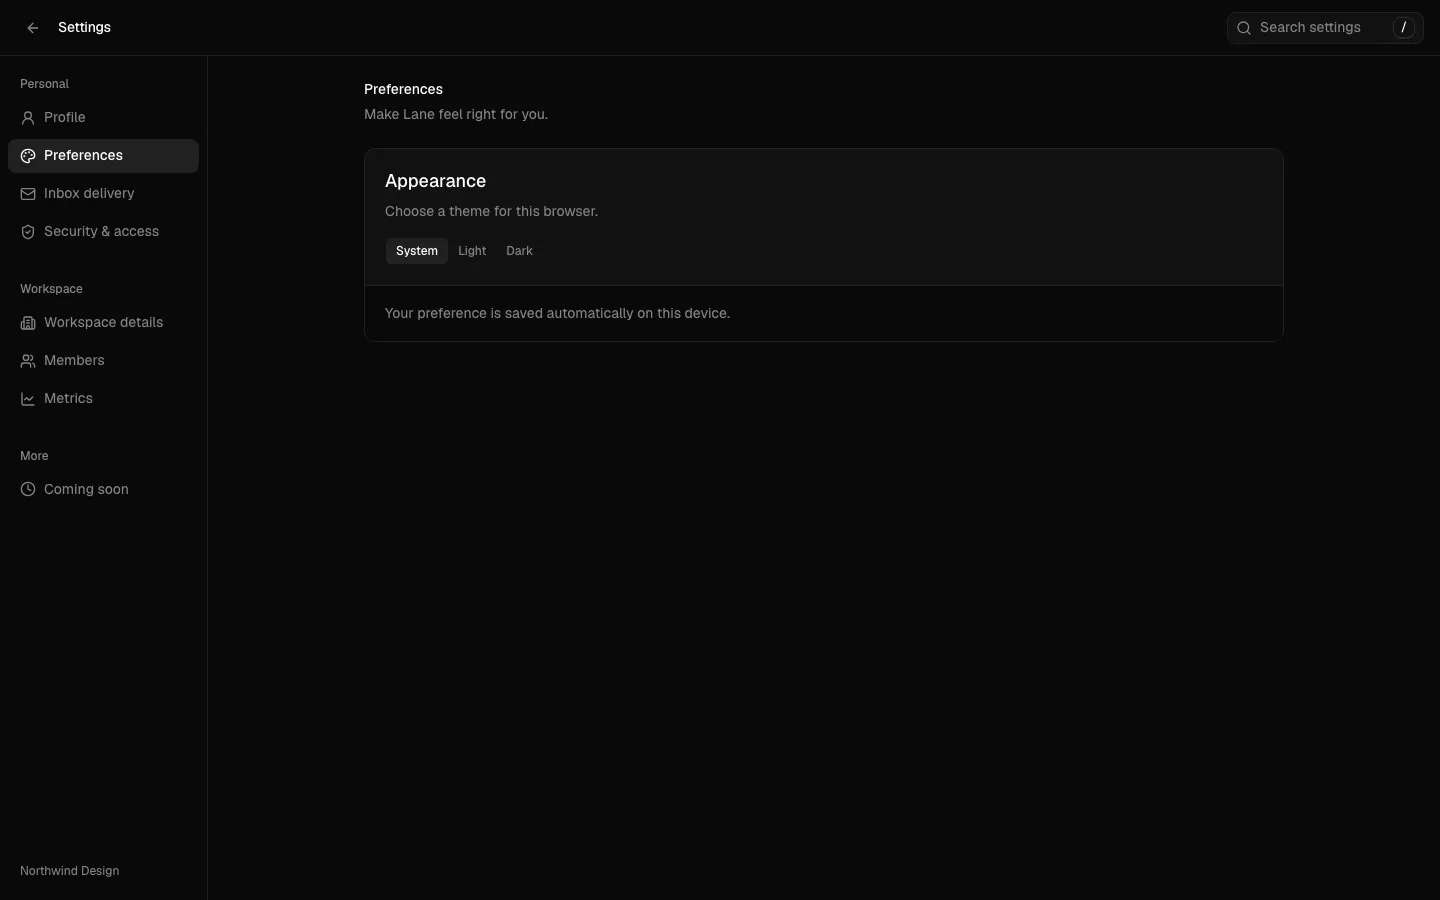 Settings
Search settings
/
Personal
Profile
Preferences
Inbox delivery
Security & access
Workspace
Workspace details
Members
Metrics
More
Coming soon
Northwind Design
Preferences
Make Lane feel right for you.
Appearance
Choose a theme for this browser.
System Light Dark
Your preference is saved automatically on this device.